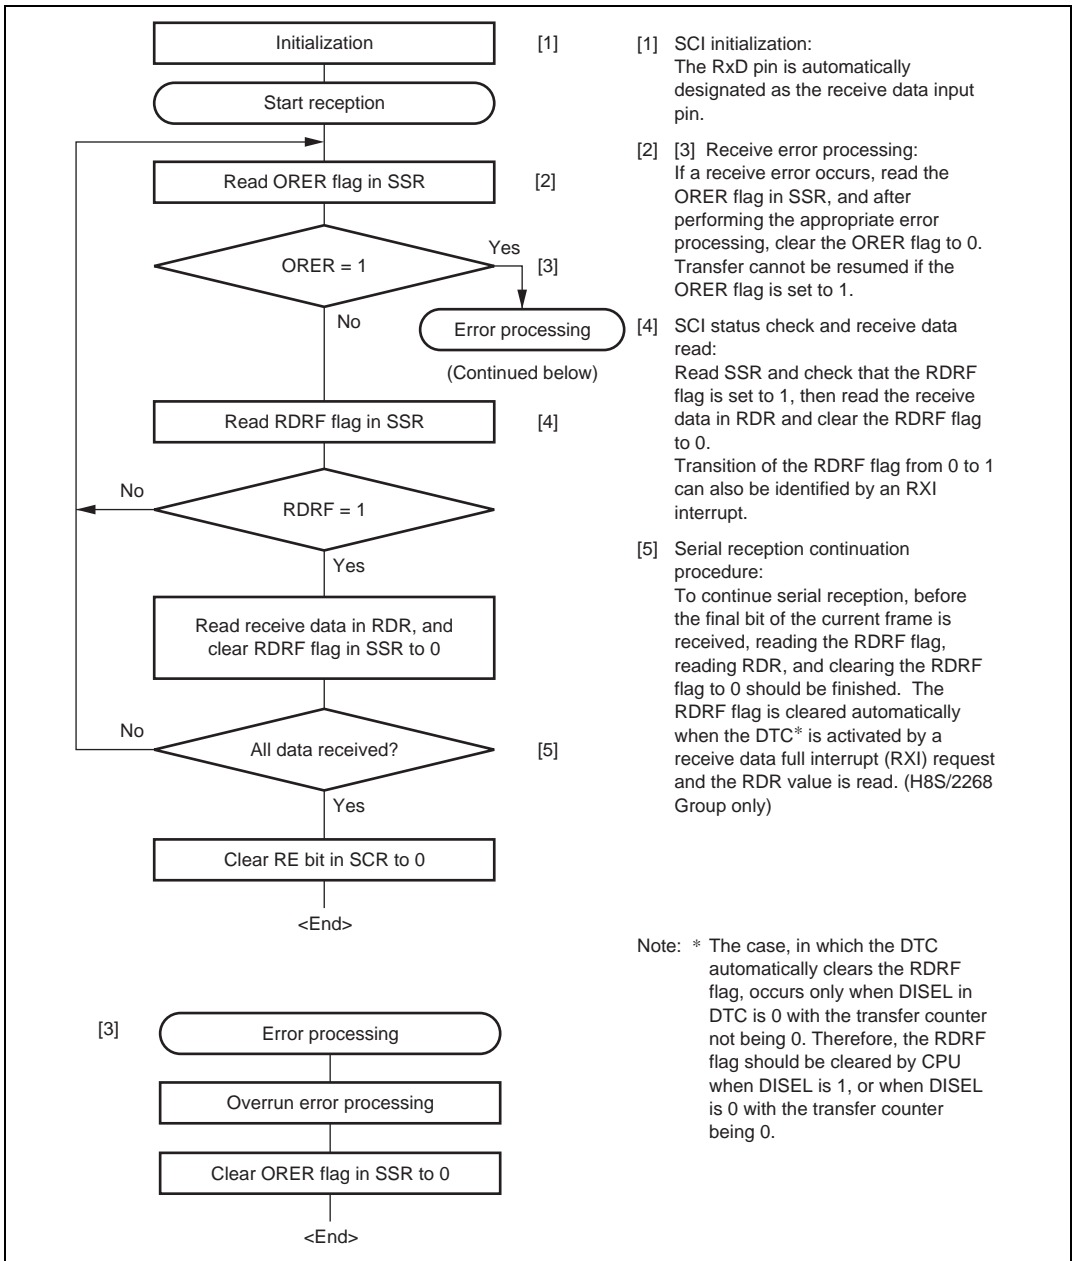 Initialization
[1]
Start reception
Read ORER flag in SSR
[2]
ORER = 1
Yes
[3]
No
Error processing
(Continued below)
Read RDRF flag in SSR
[4]
No
RDRF = 1
Yes
Read receive data in RDR, and
clear RDRF flag in SSR to 0
No
All data received?
[5]
Yes
Clear RE bit in SCR to 0
<End>
[3]
Error processing
Overrun error processing
Clear ORER flag in SSR to 0
<End>
[1] SCI initialization:
The RxD pin is automatically
designated as the receive data input
pin.
[2] [3] Receive error processing:
If a receive error occurs, read the
ORER flag in SSR, and after
performing the appropriate error
processing, clear the ORER flag to 0.
Transfer cannot be resumed if the
ORER flag is set to 1.
[4] SCI status check and receive data
read:
Read SSR and check that the RDRF
flag is set to 1, then read the receive
data in RDR and clear the RDRF flag
to 0.
Transition of the RDRF flag from 0 to 1
can also be identified by an RXI
interrupt.
[5] Serial reception continuation
procedure:
To continue serial reception, before
the final bit of the current frame is
received, reading the RDRF flag,
reading RDR, and clearing the RDRF
flag to 0 should be finished. The
RDRF flag is cleared automatically
when the DTC* is activated by a
receive data full interrupt (RXI) request
and the RDR value is read. (H8S/2268
Group only)
Note: * The case, in which the DTC
automatically clears the RDRF
flag, occurs only when DISEL in
DTC is 0 with the transfer counter
not being 0. Therefore, the RDRF
flag should be cleared by CPU
when DISEL is 1, or when DISEL
is 0 with the transfer counter
being 0.